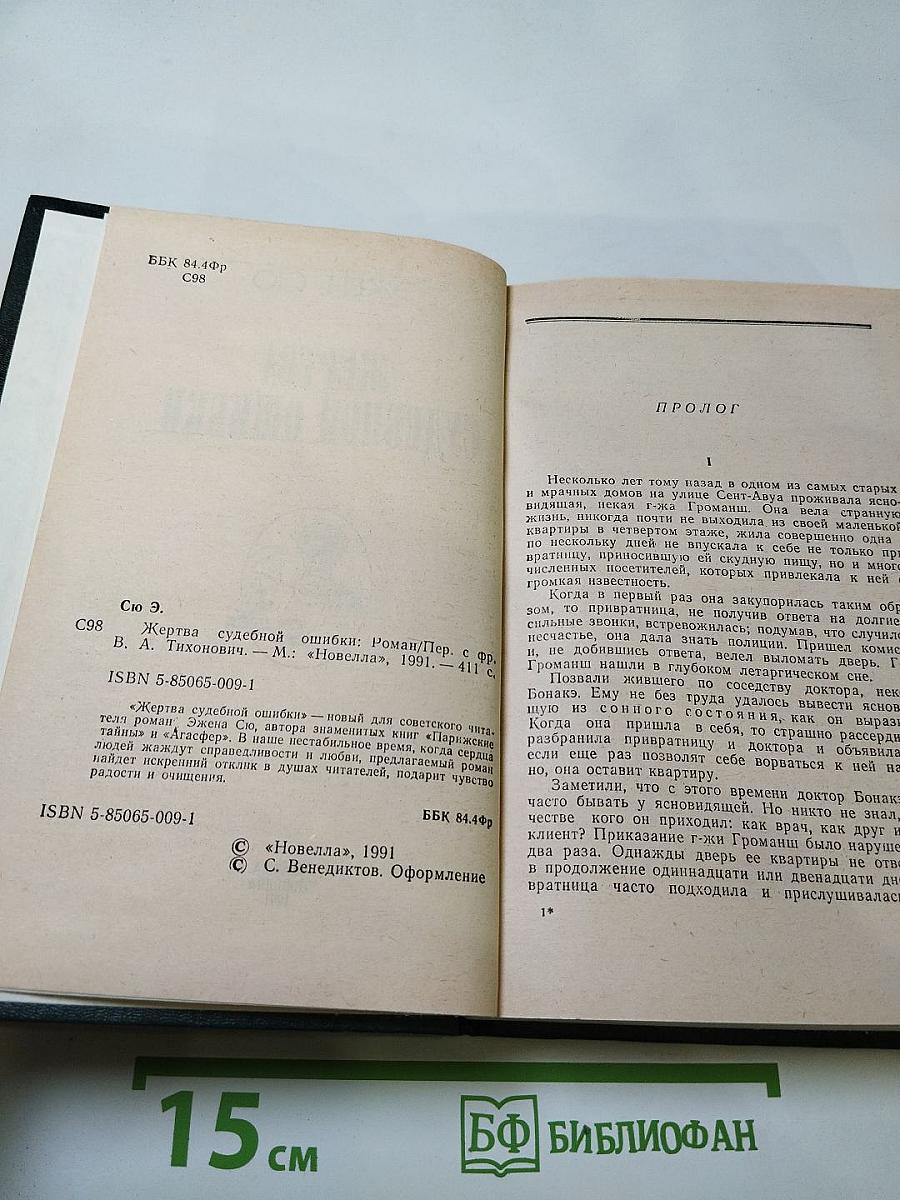 ББК 84.4Фр
С98
Сю Э.
С98 Жертва судебной ошибки: Роман/Пер. с фр.
В. А. Тихонович. — М.: «Новелла», 1991. — 411 с.
ISBN 5-85065-009-1
«Жертва судебной ошибки» — новый для советского чита-
теля роман Эжена Сю, автора знаменитых книг «Парижские
тайны» и «Агасфер». В наше нестабильное время, когда сердца
людей жаждут справедливости и любви, предлагаемый роман
найдет искренний отклик в душах читателей, подарит чувство
радости и очищения.
ББК 84.4Фр
ISBN 5-85065-009-1
© «Новелла», 1991
© С. Венедиктов. Оформление
ПРОЛОГ
I
Несколько лет тому назад в одном из самых старых
и мрачных домов на улице Сент-Авуа проживала ясно-
видящая, некая г-жа Громанш. Она вела странную
жизнь, никогда почти не выходила из своей маленькой
квартиры в четвертом этаже, жила совершенно одна
по нескольку дней не впускала к себе не только при
вратницу, приносившую ей скудную пищу, но и много
численных посетителей, которых привлекала к ней
громкая известность.
Когда в первый раз она закупорилась таким обр
зом, то привратница, не получив ответа на долгие
сильные звонки, встревожилась; подумав, что случило
несчастье, она дала знать полиции. Пришел комис
и, не добившись ответа, велел выломать дверь. Г
Громанш нашли в глубоком летаргическом сне.
Позвали жившего по соседству доктора, неко
Бонакэ. Ему не без труда удалось вывести яснов
щую из сонного состояния, как он вырази
Когда она пришла в себя, то страшно рассерди
разбранила привратницу и доктора и объявила
если еще раз позволят себе ворваться к ней на
но, она оставит квартиру.
Заметили, что с этого времени доктор Бонакэ
часто бывать у ясновидящей. Но никто не знал,
честве кого он приходил: как врач, как друг и
клиент? Приказание г-жи Громанш было наруше
два раза. Однажды дверь ее квартиры не отво
в продолжение одиннадцати или двенадцати дн
вратница часто подходила и прислушивалас
1*
15 см
БФ БИБЛИОФАН